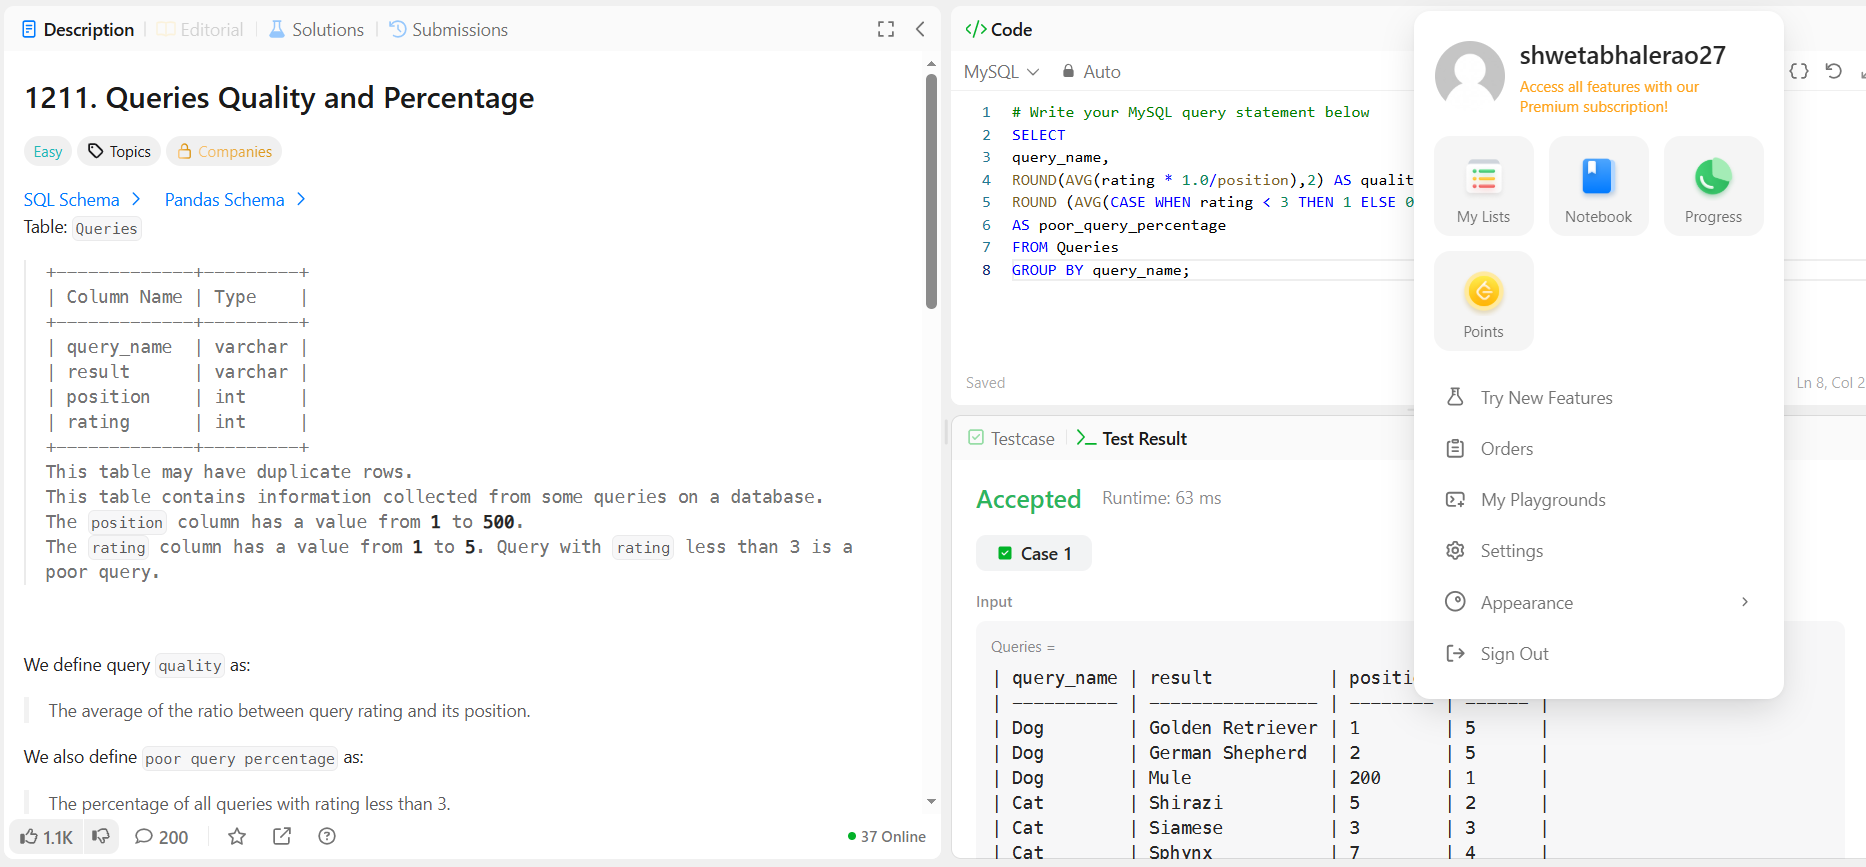 Description
Editorial
Solutions
Submissions
1211. Queries Quality and Percentage
Easy
Topics
Companies
SQL Schema
Pandas Schema
Table: Queries
+-------------+---------+
| Column Name | Type    |
+-------------+---------+
| query_name  | varchar |
| result      | varchar |
| position    | int     |
| rating      | int     |
+-------------+---------+
This table may have duplicate rows.
This table contains information collected from some queries on a database.
The position column has a value from 1 to 500.
The rating column has a value from 1 to 5. Query with rating less than 3 is a
poor query.
We define query quality as:
The average of the ratio between query rating and its position.
We also define poor query percentage as:
The percentage of all queries with rating less than 3.
1.1K
200
37 Online
</> Code
MySQL
Auto
{}
1 # Write your MySQL query statement below
2 SELECT
3 query_name,
4 ROUND(AVG(rating * 1.0/position),2) AS qualit
5 ROUND (AVG(CASE WHEN rating < 3 THEN 1 ELSE 0
6 AS poor_query_percentage
7 FROM Queries
8 GROUP BY query_name;
Saved
Ln 8, Col 2
Testcase
Test Result
Accepted
Runtime: 63 ms
Case 1
Input
Queries =
| query_name | result           | positi
| ---------- | ---------------- | -------- | ------ |
| Dog        | Golden Retriever | 1        | 5      |
| Dog        | German Shepherd  | 2        | 5      |
| Dog        | Mule             | 200      | 1      |
| Cat        | Shirazi          | 5        | 2      |
| Cat        | Siamese          | 3        | 3      |
| Cat        | Sphynx           | 7        | 4      |
shwetabhalerao27
Access all features with our
Premium subscription!
My Lists
Notebook
Progress
Points
Try New Features
Orders
My Playgrounds
Settings
Appearance
Sign Out